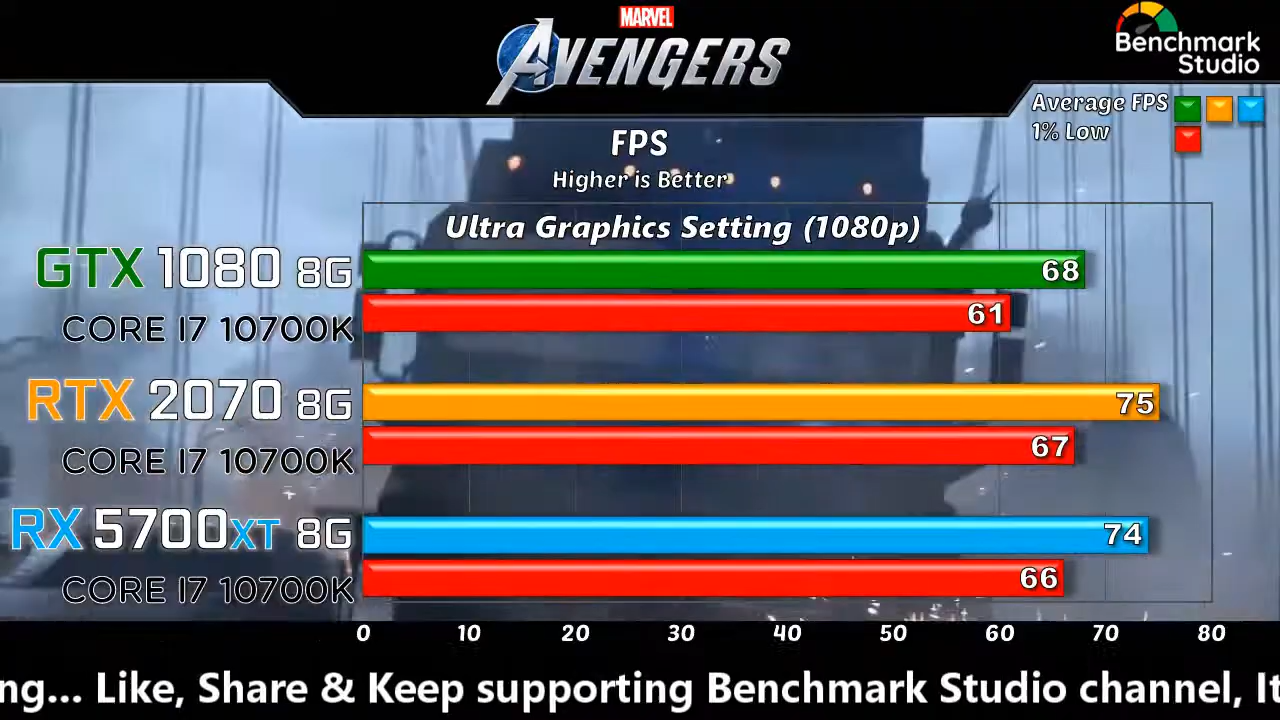 MARVEL
AVENGERS
Benchmark
Studio
Average FPS
1% Low
FPS
Higher is Better
Ultra Graphics Setting (1080p)
GTX 1080 8G
68
CORE I7 10700K
61
RTX 2070 8G
75
CORE I7 10700K
67
RX 5700XT 8G
74
CORE I7 10700K
66
0 10 20 30 40 50 60 70 80
ng... Like, Share & Keep supporting Benchmark Studio channel, It